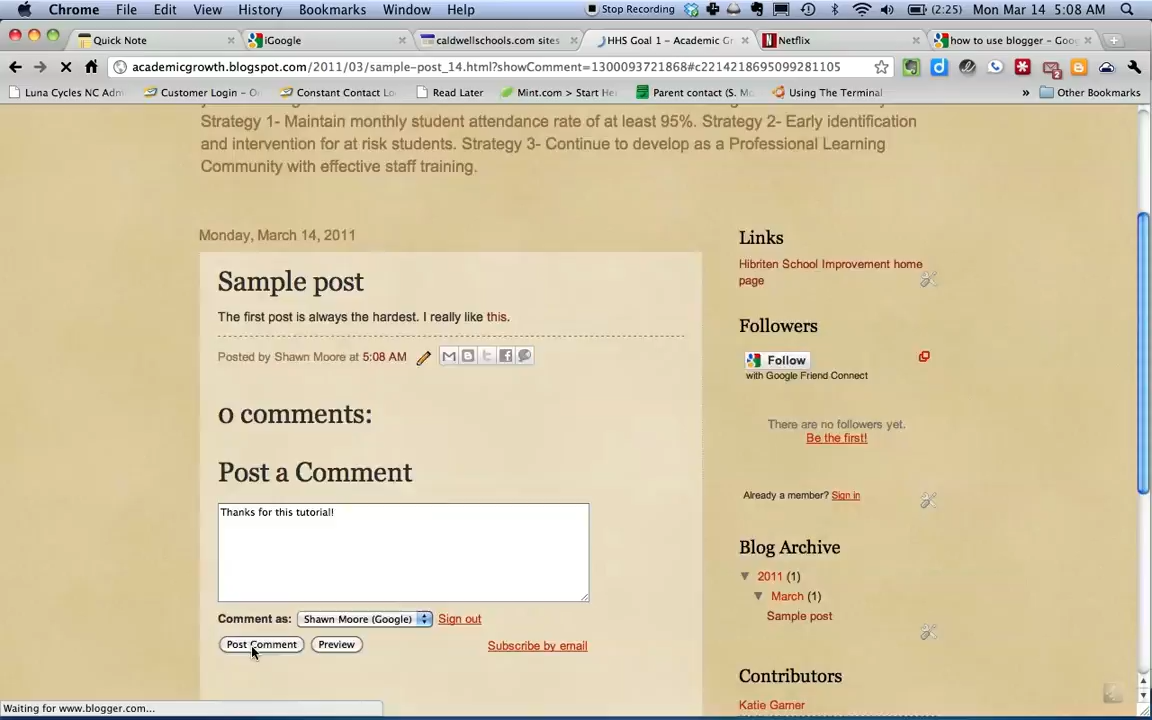 Chrome File Edit View History Bookmarks Window Help Stop Recording (2:25) Mon Mar 14 5:08 AM
Quick Note iGoogle caldwellschools.com sites HHS Goal 1 – Academic Gr Netflix how to use blogger – Goo
academicgrowth.blogspot.com/2011/03/sample-post_14.html?showComment=1300093721868#c2214218695099281105
Luna Cycles NC Adm Customer Login – O Constant Contact Lo Read Later Mint.com > Start He Parent contact (S. Mo Using The Terminal » Other Bookmarks
Strategy 1- Maintain monthly student attendance rate of at least 95%. Strategy 2- Early identification
and intervention for at risk students. Strategy 3- Continue to develop as a Professional Learning
Community with effective staff training.
Monday, March 14, 2011
Sample post
The first post is always the hardest. I really like this.
Posted by Shawn Moore at 5:08 AM
0 comments:
Post a Comment
Thanks for this tutorial!
Comment as: Shawn Moore (Google) Sign out
Post Comment Preview Subscribe by email
Links
Hibriten School Improvement home
page
Followers
Follow
with Google Friend Connect
There are no followers yet.
Be the first!
Already a member? Sign in
Blog Archive
▼ 2011 (1)
▼ March (1)
Sample post
Contributors
Katie Garner
Waiting for www.blogger.com...